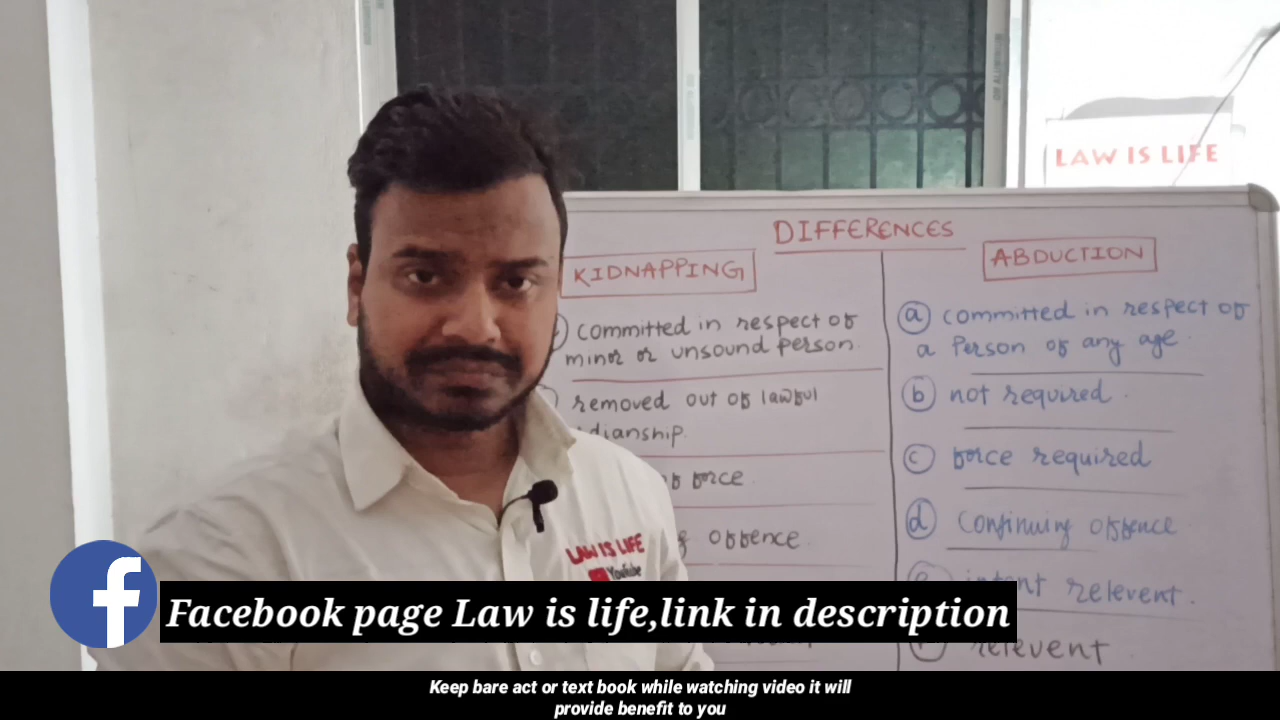 LAW IS LIFE
DIFFERENCES
KIDNAPPING
committed in respect of
minor or unsound person.
removed out of lawful
dianship.
force.
offence.
ABDUCTION
(a) committed in respect of
a Person of any age.
(b) not required.
(c) force required
(d) continuing offence
intent relevent.
relevent
LAW IS LIFE
YouTube
Facebook page Law is life,link in description
Keep bare act or text book while watching video it will
provide benefit to you